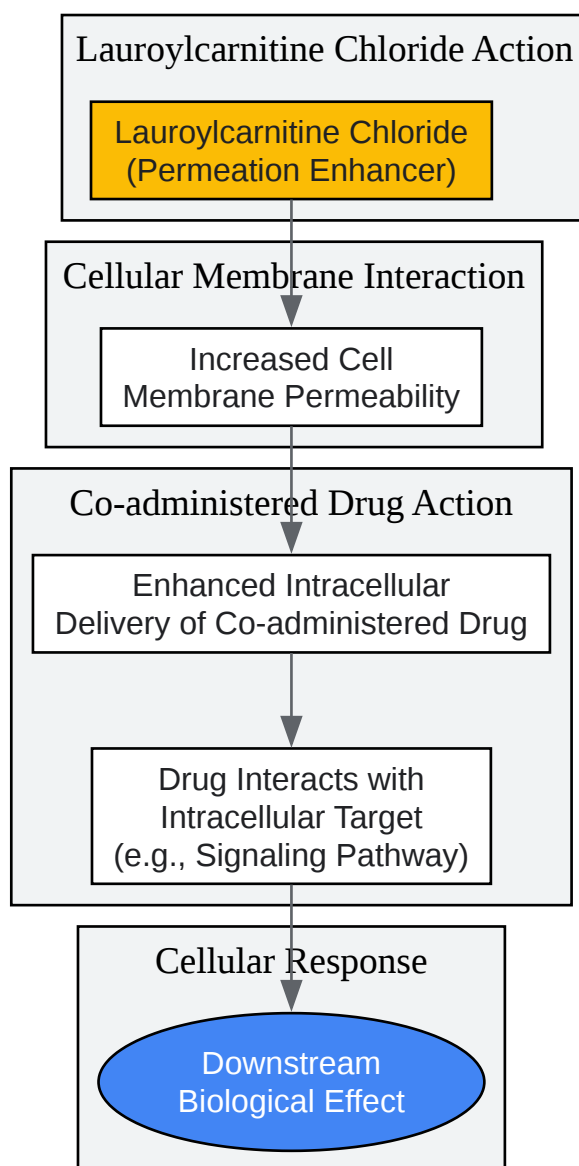 Lauroylcarnitine Chloride Action
Lauroylcarnitine Chloride
(Permeation Enhancer)
Cellular Membrane Interaction
Increased Cell
Membrane Permeability
Co-administered Drug Action
Enhanced Intracellular
Delivery of Co-administered Drug
Drug Interacts with
Intracellular Target
(e.g., Signaling Pathway)
Cellular Response
Downstream
Biological Effect